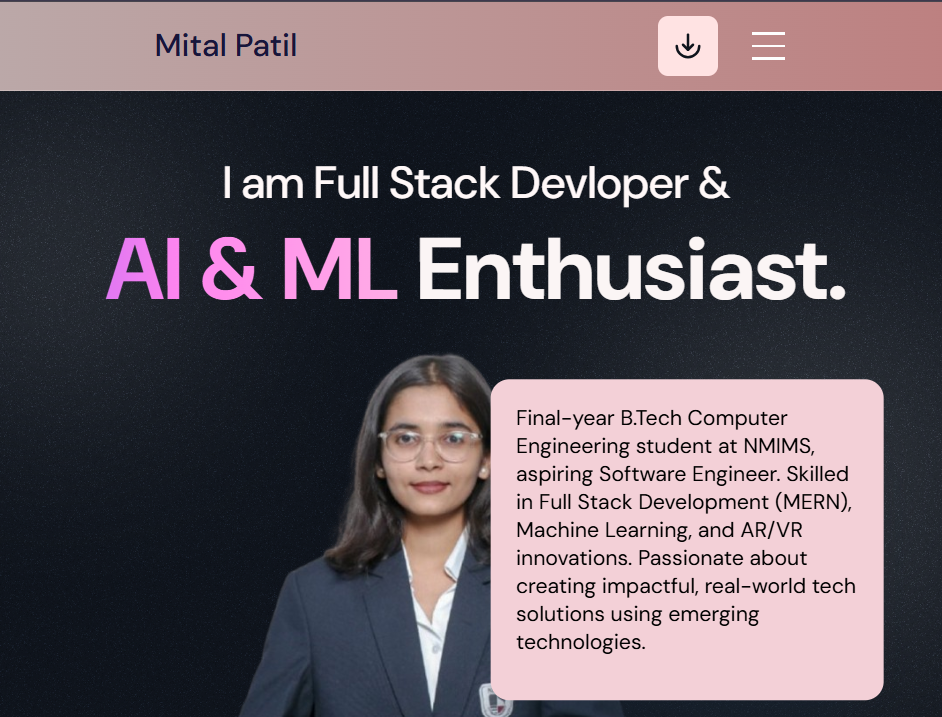 Mital Patil
I am Full Stack Devloper &
AI & ML Enthusiast.
Final-year B.Tech Computer
Engineering student at NMIMS,
aspiring Software Engineer. Skilled
in Full Stack Development (MERN),
Machine Learning, and AR/VR
innovations. Passionate about
creating impactful, real-world tech
solutions using emerging
technologies.